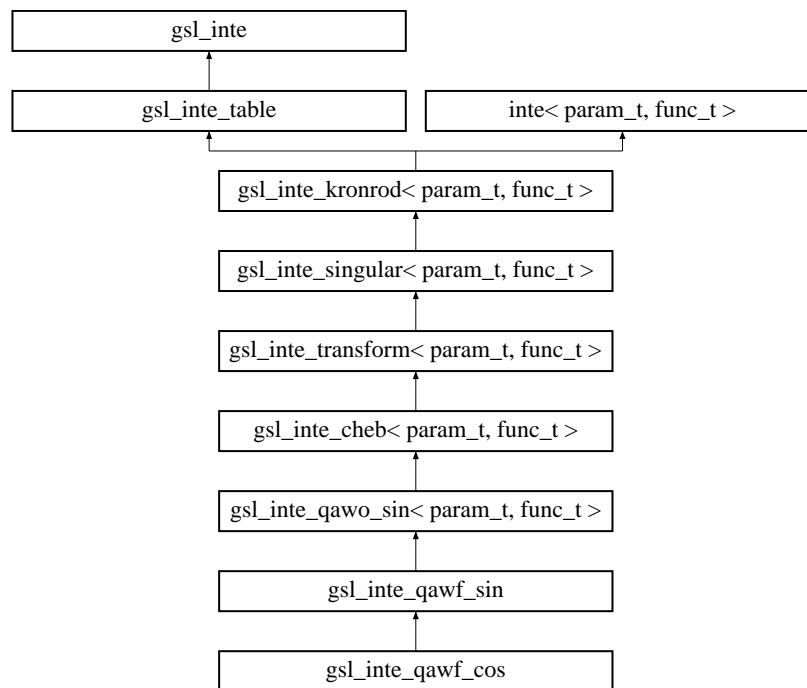 gsl_inte
gsl_inte_table
inte< param_t, func_t >
gsl_inte_kronrod< param_t, func_t >
gsl_inte_singular< param_t, func_t >
gsl_inte_transform< param_t, func_t >
gsl_inte_cheb< param_t, func_t >
gsl_inte_qawo_sin< param_t, func_t >
gsl_inte_qawf_sin
gsl_inte_qawf_cos